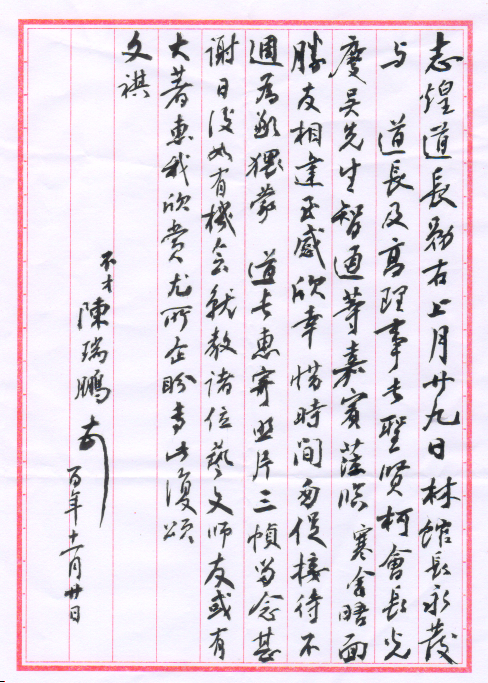 志煌道長勛右上月廿九日林館長永發
与 道長及高理事長聖賢柯會長光
慶吳先生智通等嘉賓蒞臨 寒舍晤面
勝友相逢至感欣幸惜時間匆促接待不
週為歉猥蒙 道長惠寄照片三幀留念甚
謝日後如有機會就教諸位藝文師友或有
大著惠我欣賞尤所企盼專此復頌
文祺
不才 陳瑞鵬
百年十一月廿日